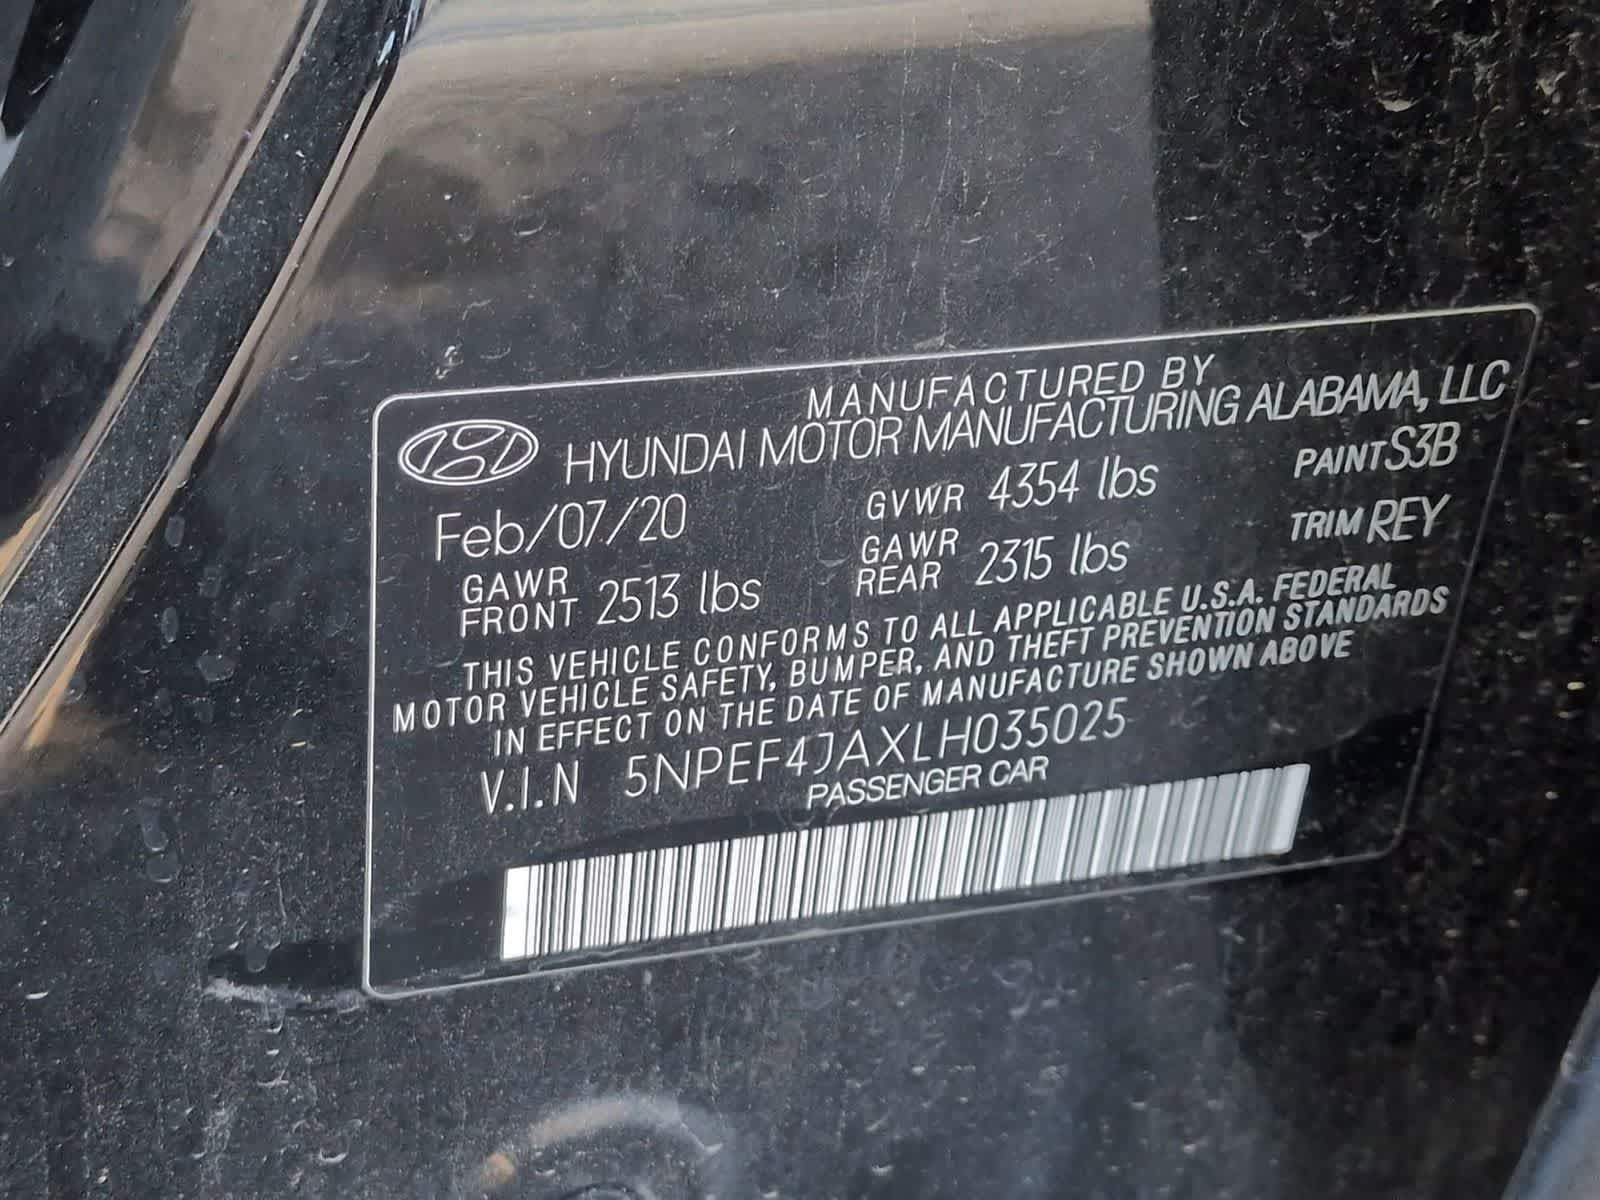 MANUFACTURED BY
HYUNDAI MOTOR MANUFACTURING ALABAMA, LLC
Feb/07/20 GVWR 4354 lbs PAINT S3B
GAWR FRONT 2513 lbs GAWR REAR 2315 lbs TRIM REY
THIS VEHICLE CONFORMS TO ALL APPLICABLE U.S.A. FEDERAL
MOTOR VEHICLE SAFETY, BUMPER, AND THEFT PREVENTION STANDARDS
IN EFFECT ON THE DATE OF MANUFACTURE SHOWN ABOVE
V.I.N 5NPEF4JAXLH035025
PASSENGER CAR